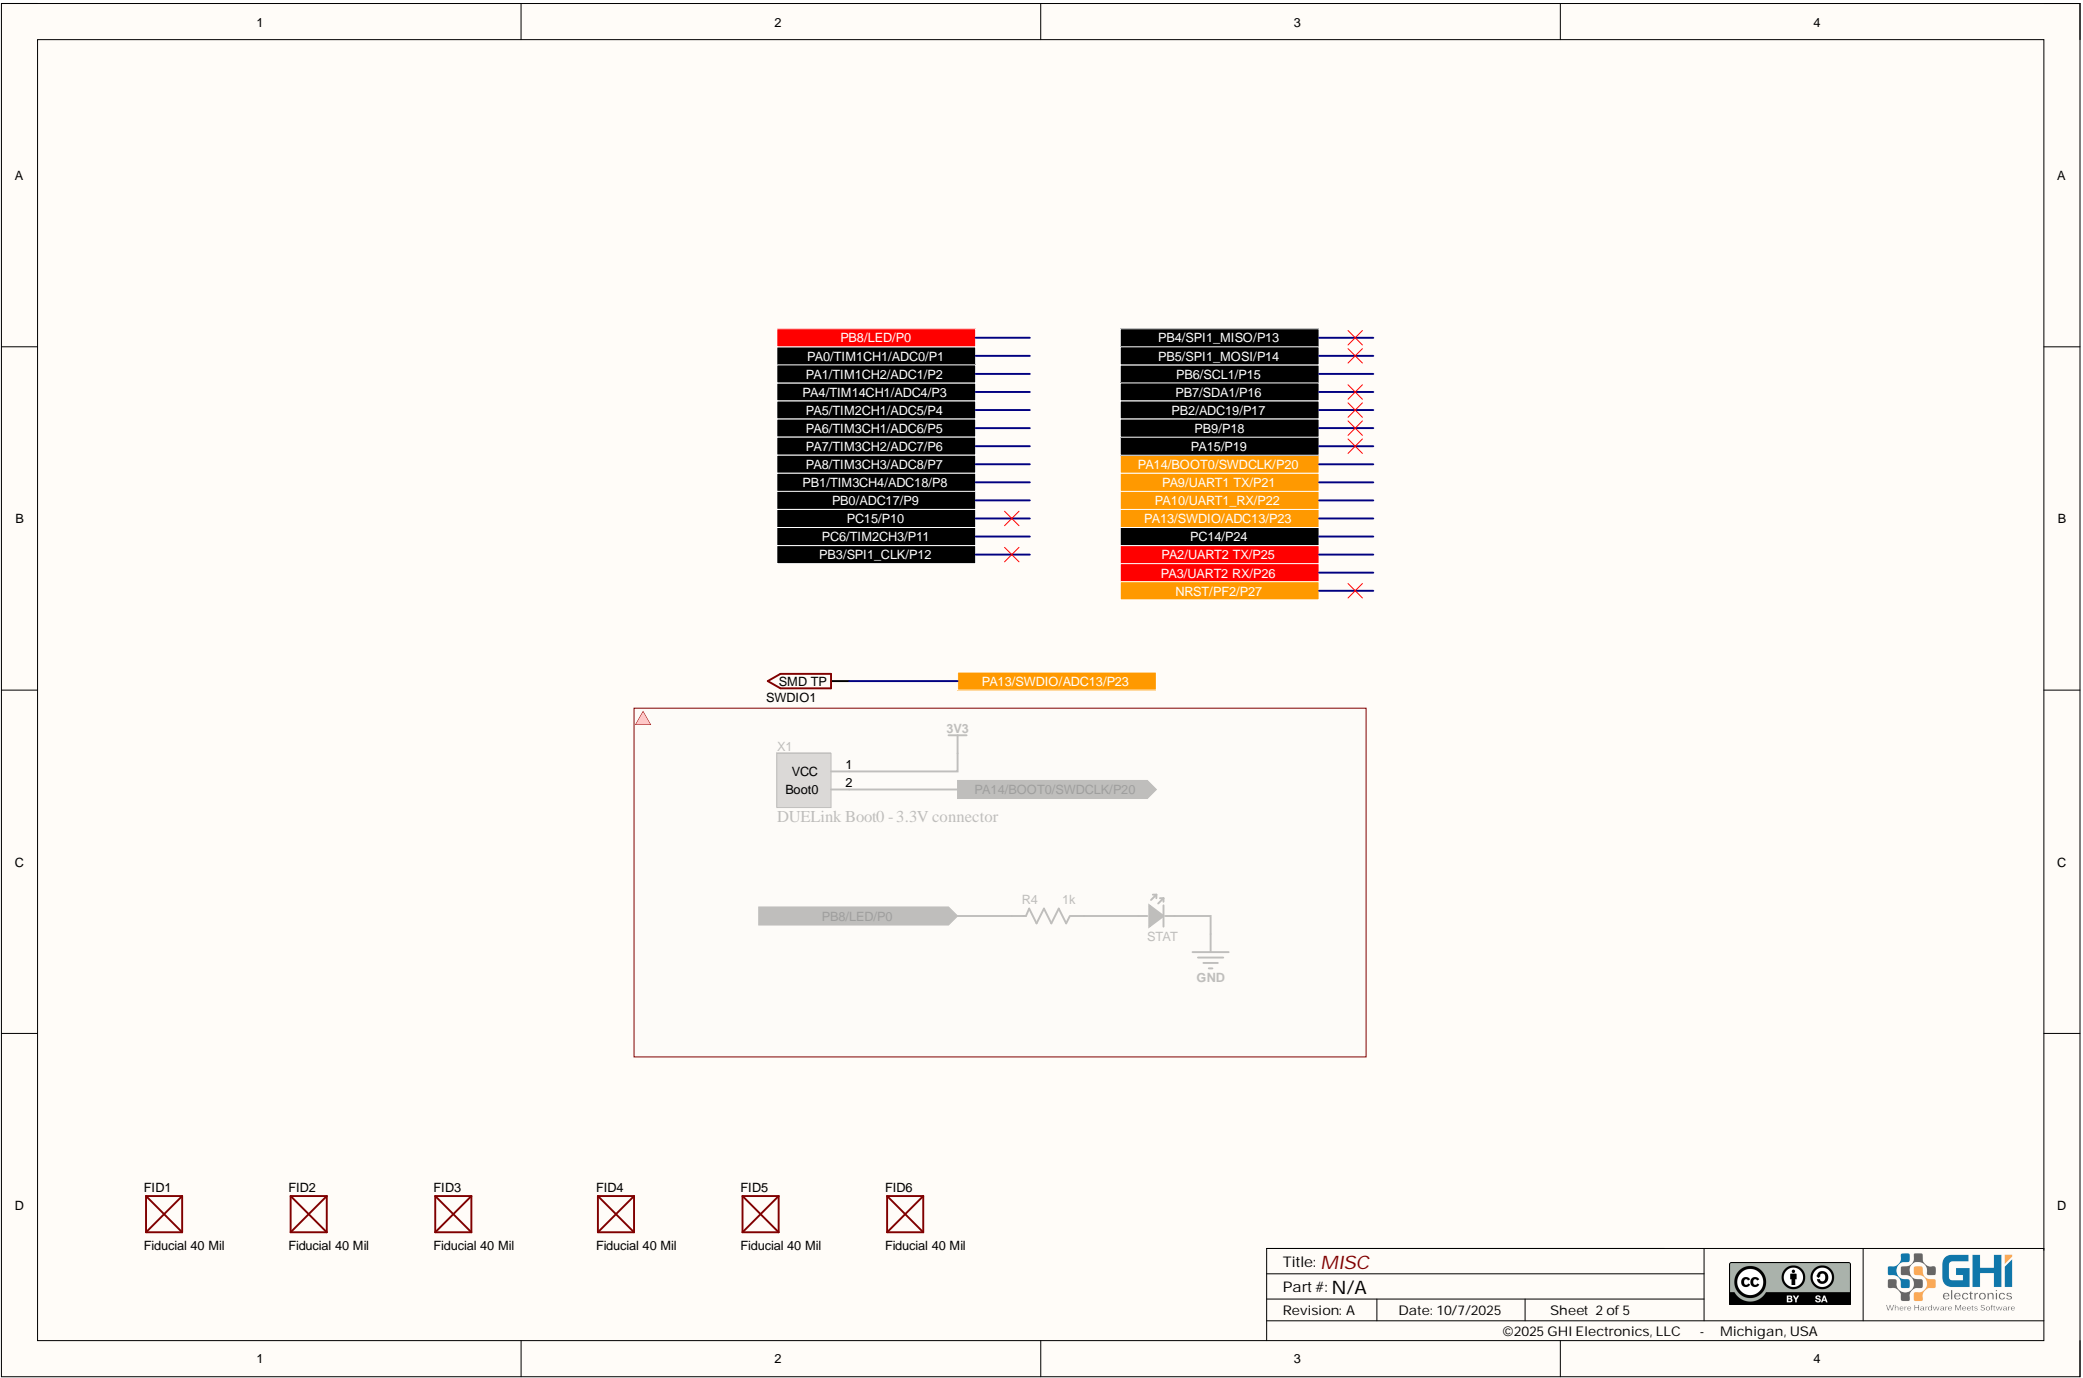 1 2 3 4
A A
PB8/LED/P0
PA0/TIM1CH1/ADC0/P1
PA1/TIM1CH2/ADC1/P2
PA4/TIM14CH1/ADC4/P3
PA5/TIM2CH1/ADC5/P4
PA6/TIM3CH1/ADC6/P5
PA7/TIM3CH2/ADC7/P6
PA8/TIM3CH3/ADC8/P7
PB1/TIM3CH4/ADC18/P8
PB0/ADC17/P9
PC15/P10
PC6/TIM2CH3/P11
PB3/SPI1_CLK/P12
PB4/SPI1_MISO/P13
PB5/SPI1_MOSI/P14
PB6/SCL1/P15
PB7/SDA1/P16
PB2/ADC19/P17
PB9/P18
PA15/P19
PA14/BOOT0/SWDCLK/P20
PA9/UART1 TX/P21
PA10/UART1_RX/P22
PA13/SWDIO/ADC13/P23
PC14/P24
PA2/UART2 TX/P25
PA3/UART2 RX/P26
NRST/PF2/P27
B B
SMD TP PA13/SWDIO/ADC13/P23
SWDIO1
3V3
X1
VCC 1
Boot0 2 PA14/BOOT0/SWDCLK/P20
DUELink Boot0 - 3.3V connector
C C
R4 1k
PB8/LED/P0
STAT
GND
D D
FID1 FID2 FID3 FID4 FID5 FID6
Fiducial 40 Mil Fiducial 40 Mil Fiducial 40 Mil Fiducial 40 Mil Fiducial 40 Mil Fiducial 40 Mil
Title: MISC
Part #: N/A
Revision: A Date: 10/7/2025 Sheet 2 of 5
cc BY SA
GHI
electronics
Where Hardware Meets Software
©2025 GHI Electronics, LLC - Michigan, USA
1 2 3 4